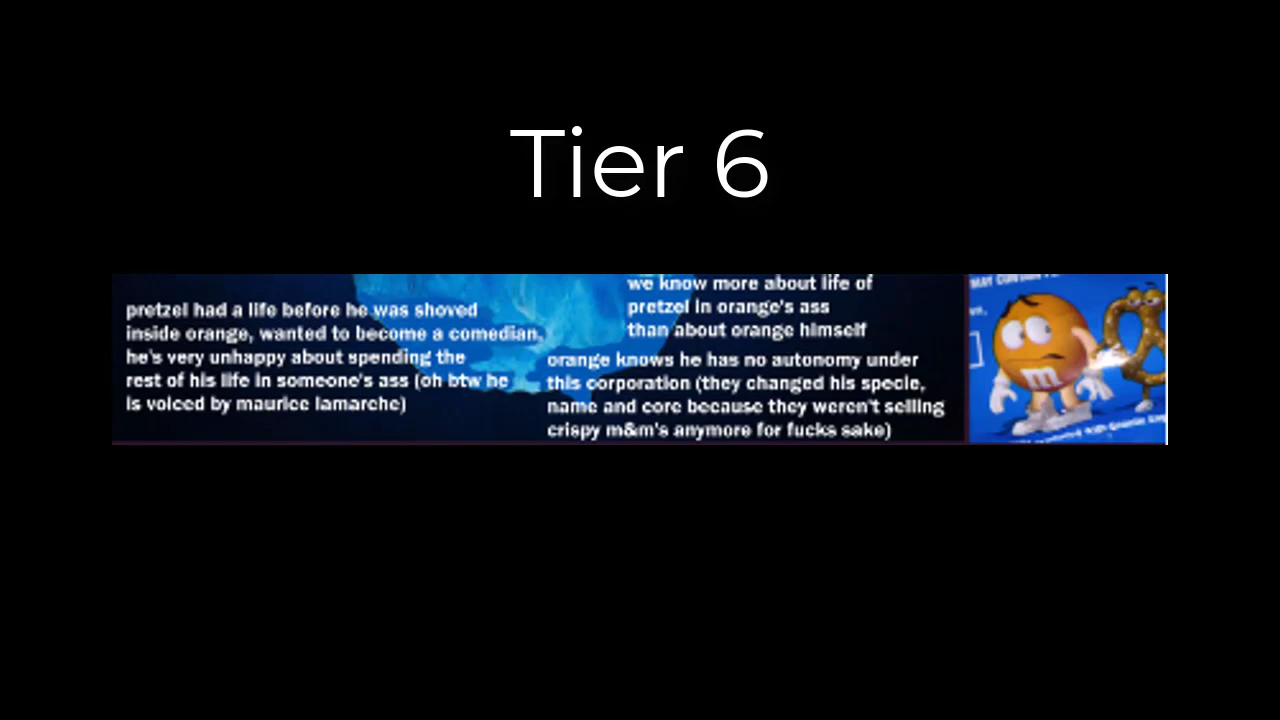 Tier 6
pretzel had a life before he was shoved
inside orange, wanted to become a comedian,
he's very unhappy about spending the
rest of his life in someone's ass (oh btw he
is voiced by maurice lamarche)
we know more about life of
pretzel in orange's ass
than about orange himself
orange knows he has no autonomy under
this corporation (they changed his specie,
name and core because they weren't selling
crispy m&m's anymore for fucks sake)
MAY CONTAIN
m